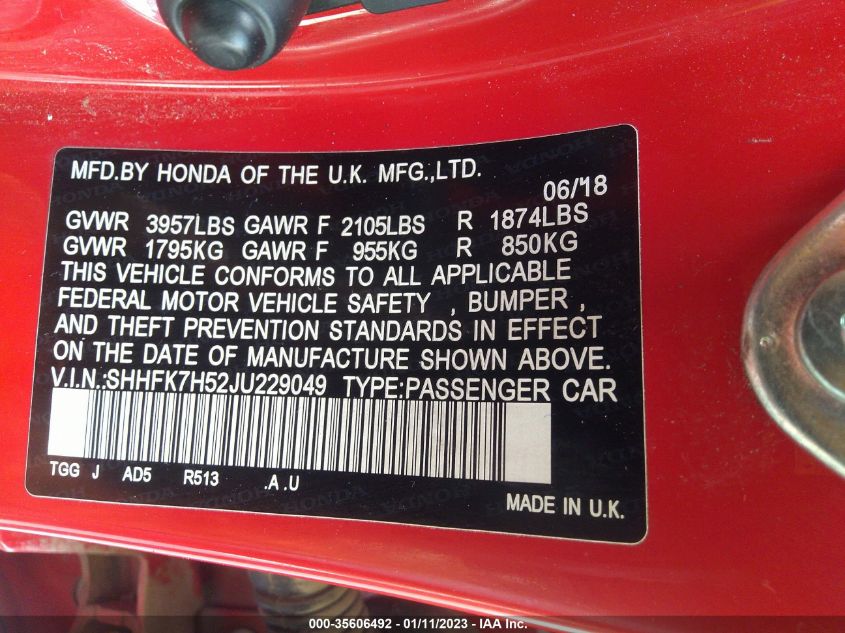 MFD.BY HONDA OF THE U.K. MFG.,LTD.
06/18
GVWR 3957LBS GAWR F 2105LBS R 1874LBS
GVWR 1795KG GAWR F 955KG R 850KG
THIS VEHICLE CONFORMS TO ALL APPLICABLE
FEDERAL MOTOR VEHICLE SAFETY , BUMPER ,
AND THEFT PREVENTION STANDARDS IN EFFECT
ON THE DATE OF MANUFACTURE SHOWN ABOVE.
V.I.N.:SHHFK7H52JU229049 TYPE:PASSENGER CAR
TGG J AD5 R513 .A .U
MADE IN U.K.
000-35606492 - 01/11/2023 - IAA Inc.